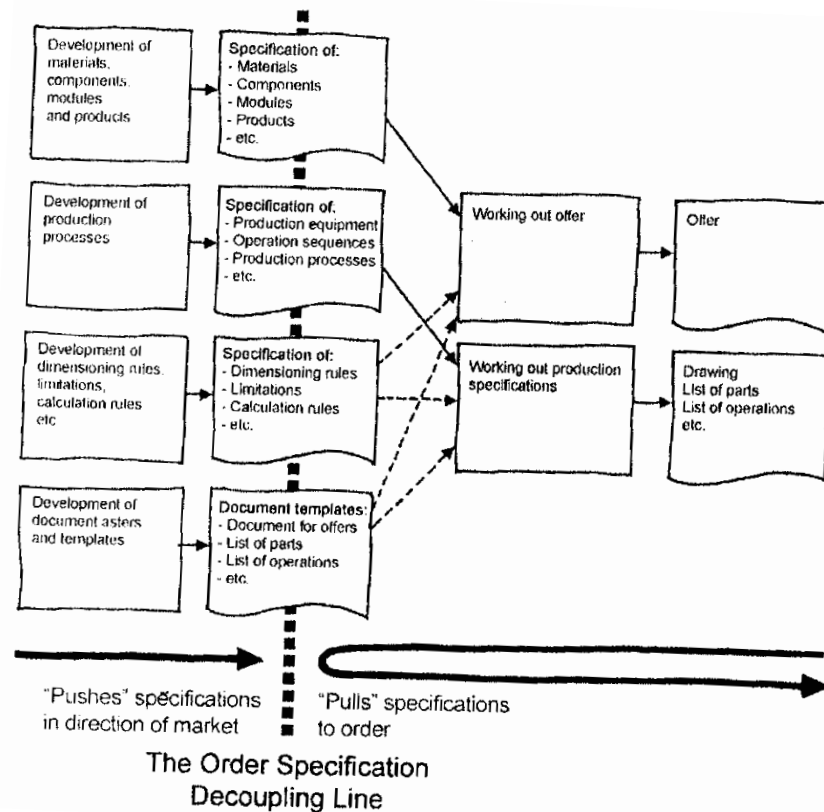 Development of
materials,
components,
modules
and products
Specification of:
- Materials
- Components
- Modules
- Products
- etc.
Development of
production
processes
Specification of:
- Production equipment
- Operation sequences
- Production processes
- etc.
Working out offer
Offer
Development of
dimensioning rules,
limitations,
calculation rules
etc
Specification of:
- Dimensioning rules
- Limitations
- Calculation rules
- etc.
Working out production
specifications
Drawing
List of parts
List of operations
etc.
Development of
document asters
and templates
Document templates:
- Document for offers
- List of parts
- List of operations
- etc.
"Pushes" specifications
in direction of market
"Pulls" specifications
to order
The Order Specification
Decoupling Line